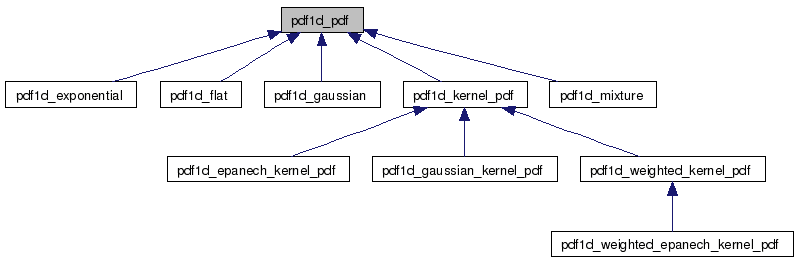 pdf1d_pdf
pdf1d_exponential
pdf1d_flat
pdf1d_gaussian
pdf1d_kernel_pdf
pdf1d_mixture
pdf1d_epanech_kernel_pdf
pdf1d_gaussian_kernel_pdf
pdf1d_weighted_kernel_pdf
pdf1d_weighted_epanech_kernel_pdf